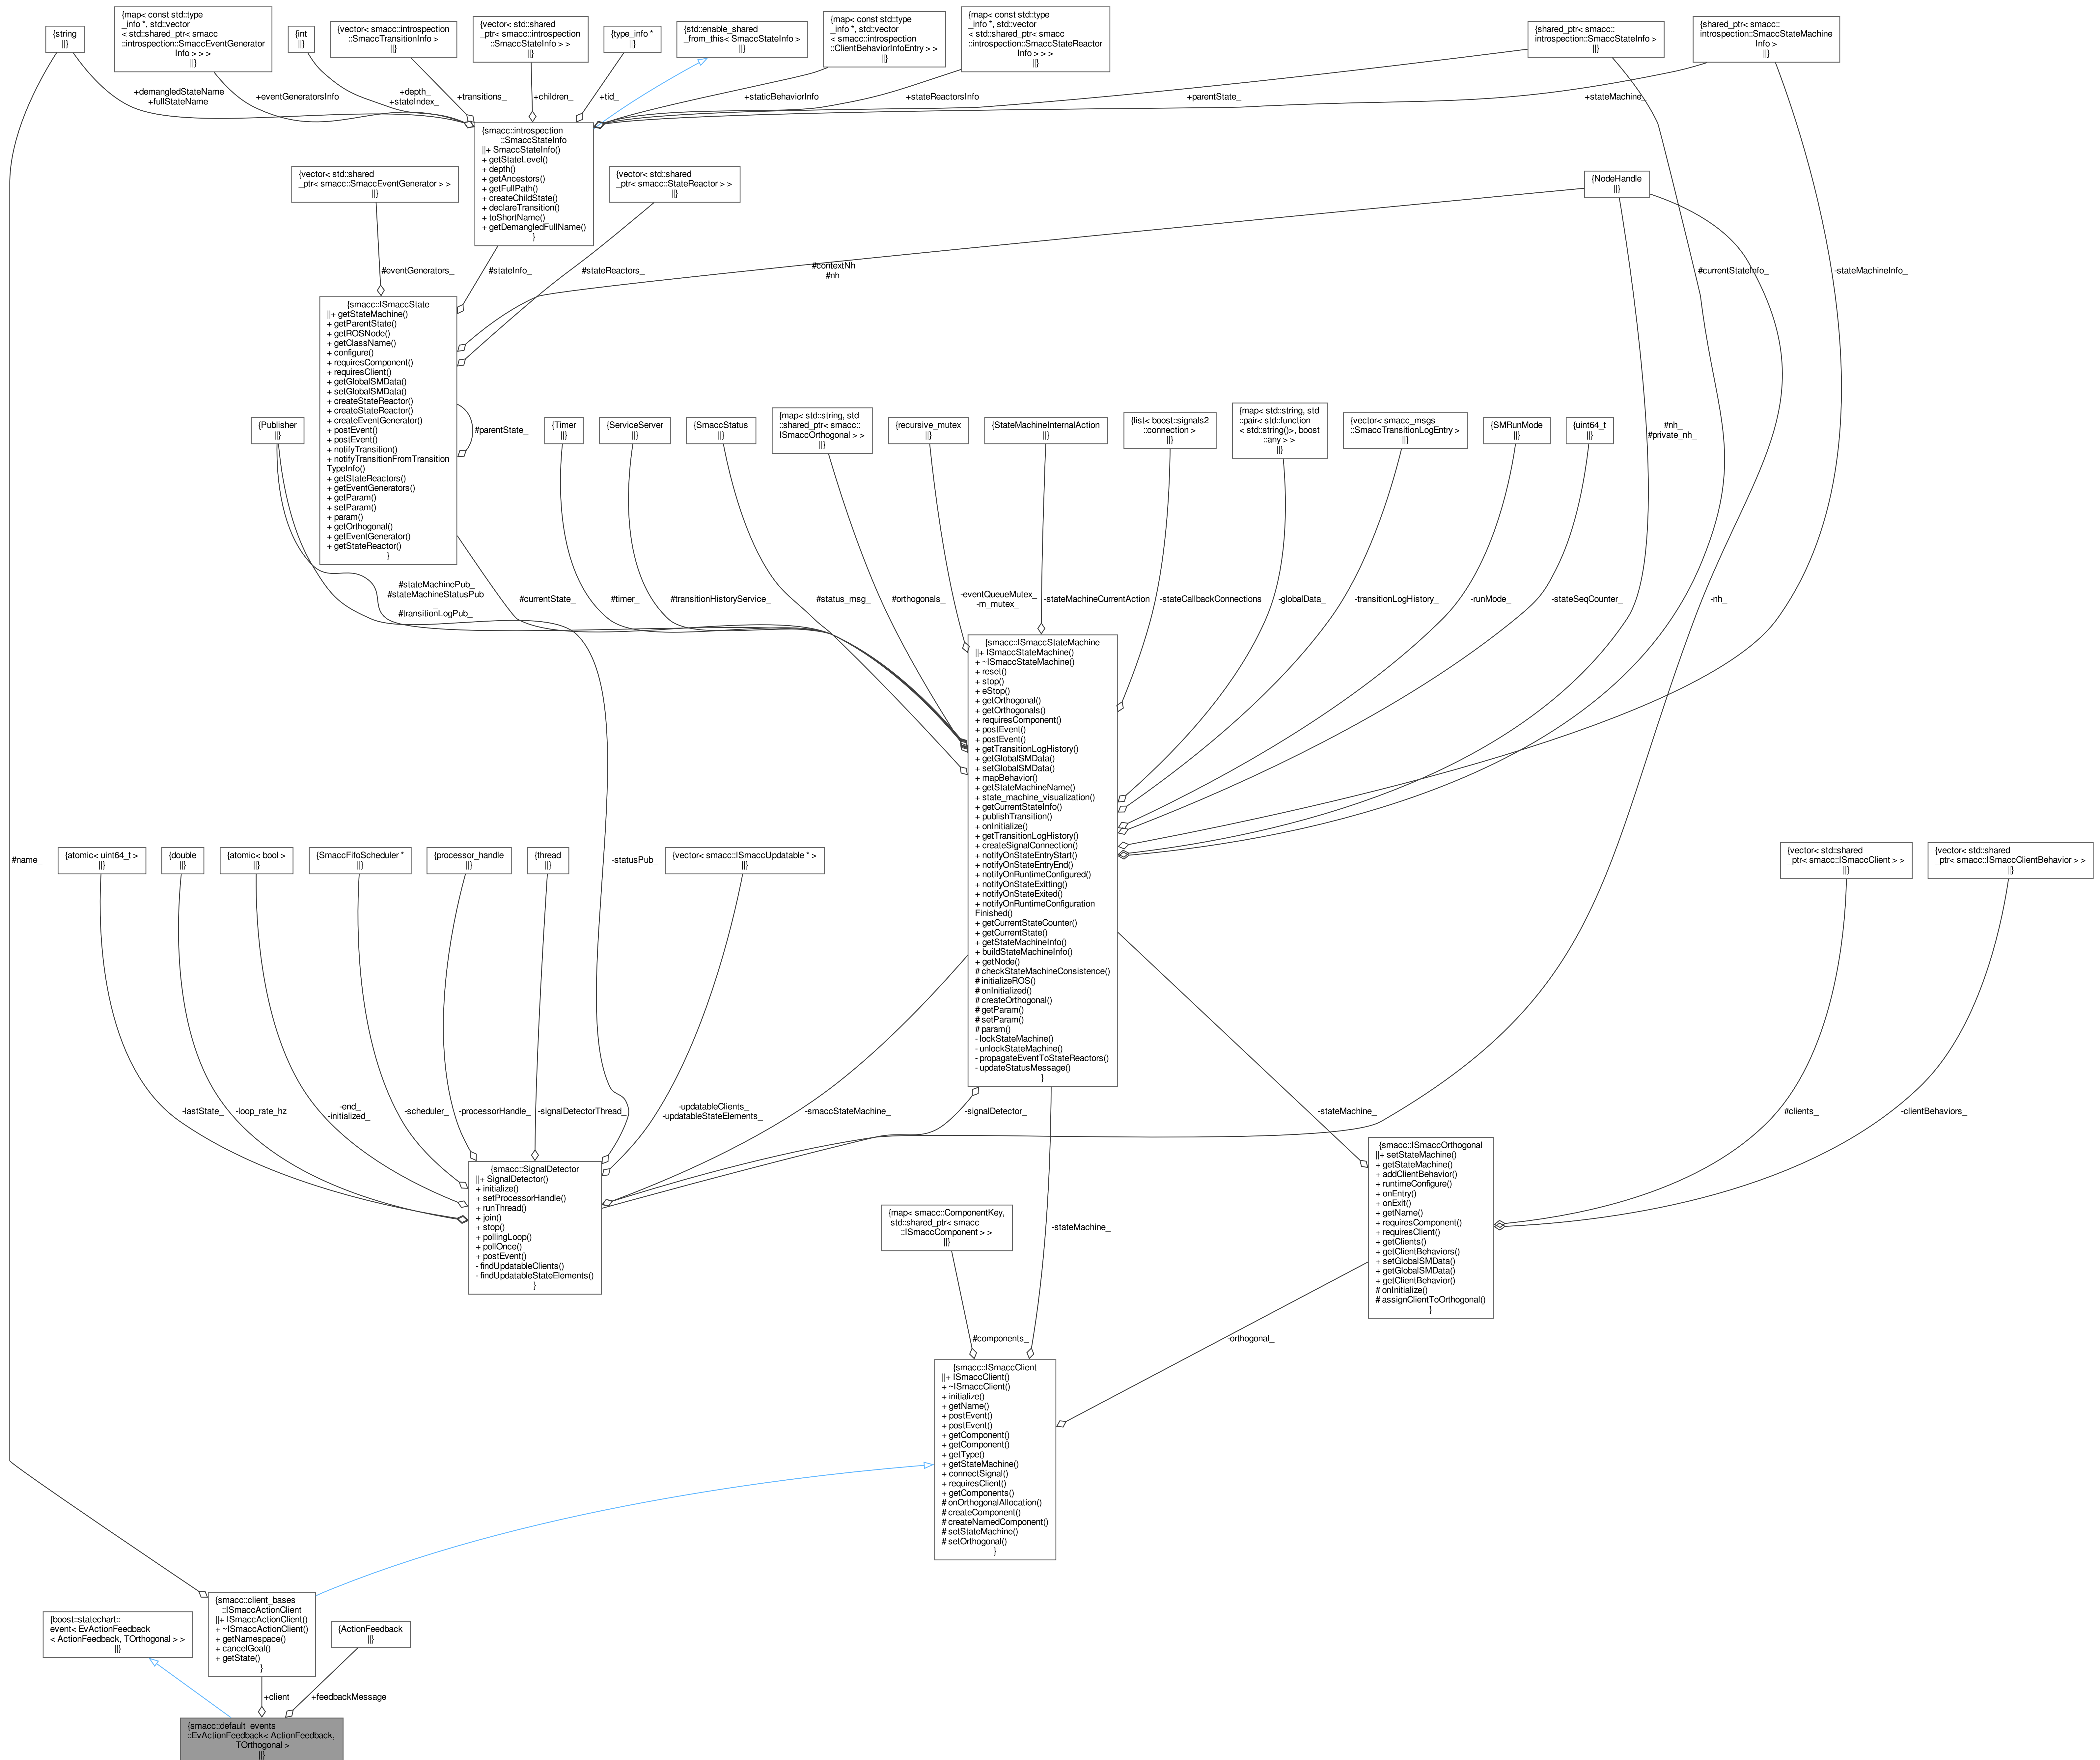 {string
||}
{map< const std::type
_info *, std::vector
< std::shared_ptr< smacc
::introspection::SmaccEventGenerator
Info > > >
||}
{int
||}
{vector< smacc::introspection
::SmaccTransitionInfo >
||}
{vector< std::shared
_ptr< smacc::introspection
::SmaccStateInfo > >
||}
{type_info *
||}
{std::enable_shared
_from_this< SmaccStateInfo >
||}
{map< const std::type
_info *, std::vector
< smacc::introspection
::ClientBehaviorInfoEntry > >
||}
{map< const std::type
_info *, std::vector
< std::shared_ptr< smacc
::introspection::SmaccStateReactor
Info > > >
||}
{shared_ptr< smacc::
introspection::SmaccStateInfo >
||}
{shared_ptr< smacc::
introspection::SmaccStateMachine
Info >
||}
+demangledStateName
+fullStateName
+eventGeneratorsInfo
+depth_
+stateIndex_
+transitions_
+children_
+tid_
+staticBehaviorInfo
+stateReactorsInfo
+parentState_
+stateMachine_
{smacc::introspection
::SmaccStateInfo
||+ SmaccStateInfo()
+ getStateLevel()
+ depth()
+ getAncestors()
+ getFullPath()
+ createChildState()
+ declareTransition()
+ toShortName()
+ getDemangledFullName()
}
{vector< std::shared
_ptr< smacc::SmaccEventGenerator > >
||}
{vector< std::shared
_ptr< smacc::StateReactor > >
||}
{NodeHandle
||}
#eventGenerators_
#stateInfo_
#stateReactors_
#contextNh
#nh
#currentStateInfo_
-stateMachineInfo_
{smacc::ISmaccState
||+ getStateMachine()
+ getParentState()
+ getROSNode()
+ getClassName()
+ configure()
+ requiresComponent()
+ requiresClient()
+ getGlobalSMData()
+ setGlobalSMData()
+ createStateReactor()
+ createStateReactor()
+ createEventGenerator()
+ postEvent()
+ postEvent()
+ notifyTransition()
+ notifyTransitionFromTransition
TypeInfo()
+ getStateReactors()
+ getEventGenerators()
+ getParam()
+ setParam()
+ param()
+ getOrthogonal()
+ getEventGenerator()
+ getStateReactor()
}
#parentState_
{Publisher
||}
{Timer
||}
{ServiceServer
||}
{SmaccStatus
||}
{map< std::string, std
::shared_ptr< smacc::
ISmaccOrthogonal > >
||}
{recursive_mutex
||}
{StateMachineInternalAction
||}
{list< boost::signals2
::connection >
||}
{map< std::string, std
::pair< std::function
< std::string()>, boost
::any > >
||}
{vector< smacc_msgs
::SmaccTransitionLogEntry >
||}
{SMRunMode
||}
{uint64_t
||}
#nh_
#private_nh_
#stateMachinePub_
#stateMachineStatusPub
_
#transitionLogPub_
#currentState_
#timer_
#transitionHistoryService_
#status_msg_
#orthogonals_
-eventQueueMutex_
-m_mutex_
-stateMachineCurrentAction
-stateCallbackConnections
-globalData_
-transitionLogHistory_
-runMode_
-stateSeqCounter_
-nh_
{smacc::ISmaccStateMachine
||+ ISmaccStateMachine()
+ ~ISmaccStateMachine()
+ reset()
+ stop()
+ eStop()
+ getOrthogonal()
+ getOrthogonals()
+ requiresComponent()
+ postEvent()
+ postEvent()
+ getTransitionLogHistory()
+ getGlobalSMData()
+ setGlobalSMData()
+ mapBehavior()
+ getStateMachineName()
+ state_machine_visualization()
+ getCurrentStateInfo()
+ publishTransition()
+ onInitialize()
+ getTransitionLogHistory()
+ createSignalConnection()
+ notifyOnStateEntryStart()
+ notifyOnStateEntryEnd()
+ notifyOnRuntimeConfigured()
+ notifyOnStateExitting()
+ notifyOnStateExited()
+ notifyOnRuntimeConfiguration
Finished()
+ getCurrentStateCounter()
+ getCurrentState()
+ getStateMachineInfo()
+ buildStateMachineInfo()
+ getNode()
# checkStateMachineConsistence()
# initializeROS()
# onInitialized()
# createOrthogonal()
# getParam()
# setParam()
# param()
- lockStateMachine()
- unlockStateMachine()
- propagateEventToStateReactors()
- updateStatusMessage()
}
#name_
{atomic< uint64_t >
||}
{double
||}
{atomic< bool >
||}
{SmaccFifoScheduler *
||}
{processor_handle
||}
{thread
||}
-statusPub_
{vector< smacc::ISmaccUpdatable * >
||}
{vector< std::shared
_ptr< smacc::ISmaccClient > >
||}
{vector< std::shared
_ptr< smacc::ISmaccClientBehavior > >
||}
-lastState_
-loop_rate_hz
-end_
-initialized_
-scheduler_
-processorHandle_
-signalDetectorThread_
-updatableClients_
-updatableStateElements_
-smaccStateMachine_
-signalDetector_
-stateMachine_
#clients_
-clientBehaviors_
{smacc::SignalDetector
||+ SignalDetector()
+ initialize()
+ setProcessorHandle()
+ runThread()
+ join()
+ stop()
+ pollingLoop()
+ pollOnce()
+ postEvent()
- findUpdatableClients()
- findUpdatableStateElements()
}
{smacc::ISmaccOrthogonal
||+ setStateMachine()
+ getStateMachine()
+ addClientBehavior()
+ runtimeConfigure()
+ onEntry()
+ onExit()
+ getName()
+ requiresComponent()
+ requiresClient()
+ getClients()
+ getClientBehaviors()
+ setGlobalSMData()
+ getGlobalSMData()
+ getClientBehavior()
# onInitialize()
# assignClientToOrthogonal()
}
{map< smacc::ComponentKey,
std::shared_ptr< smacc
::ISmaccComponent > >
||}
-stateMachine_
#components_
-orthogonal_
{smacc::ISmaccClient
||+ ISmaccClient()
+ ~ISmaccClient()
+ initialize()
+ getName()
+ postEvent()
+ postEvent()
+ getComponent()
+ getComponent()
+ getType()
+ getStateMachine()
+ connectSignal()
+ requiresClient()
+ getComponents()
# onOrthogonalAllocation()
# createComponent()
# createNamedComponent()
# setStateMachine()
# setOrthogonal()
}
{boost::statechart::
event< EvActionFeedback
< ActionFeedback, TOrthogonal > >
||}
{smacc::client_bases
::ISmaccActionClient
||+ ISmaccActionClient()
+ ~ISmaccActionClient()
+ getNamespace()
+ cancelGoal()
+ getState()
}
{ActionFeedback
||}
+client
+feedbackMessage
{smacc::default_events
::EvActionFeedback< ActionFeedback,
TOrthogonal >
||}